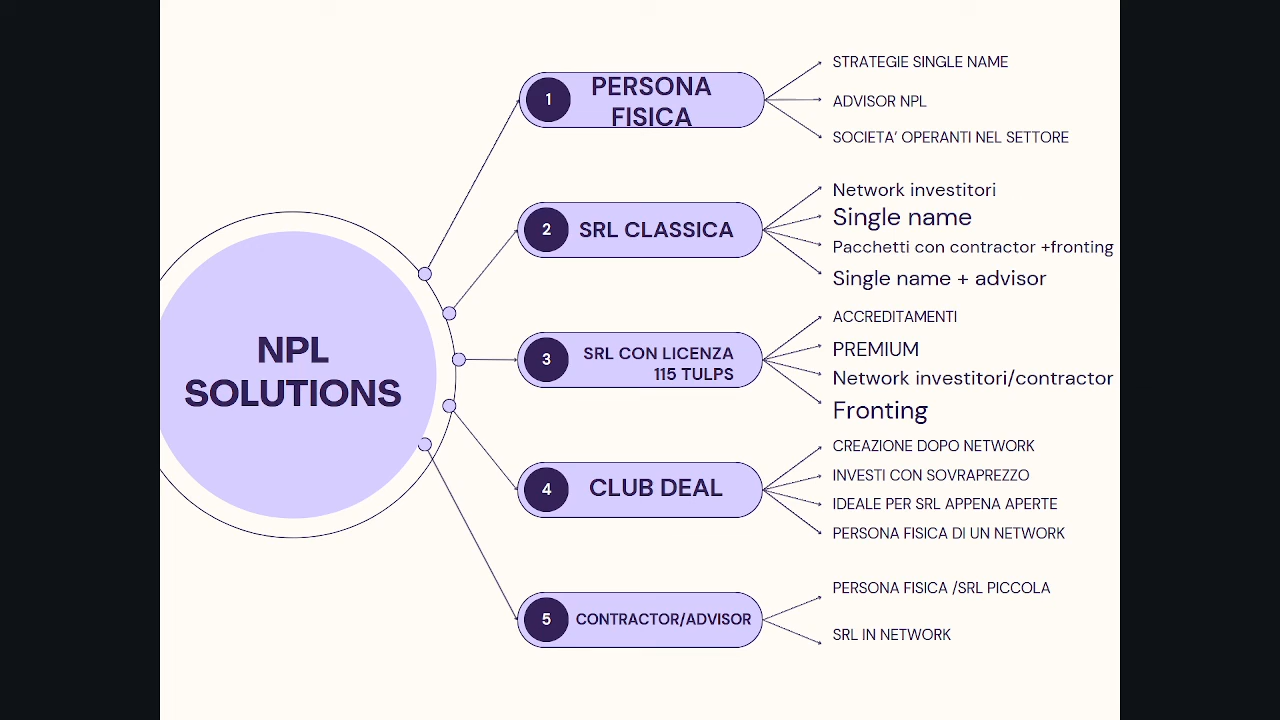 NPL
SOLUTIONS
1
PERSONA
FISICA
STRATEGIE SINGLE NAME
ADVISOR NPL
SOCIETA’ OPERANTI NEL SETTORE
2
SRL CLASSICA
Network investitori
Single name
Pacchetti con contractor +fronting
Single name + advisor
3
SRL CON LICENZA
115 TULPS
ACCREDITAMENTI
PREMIUM
Network investitori/contractor
Fronting
4
CLUB DEAL
CREAZIONE DOPO NETWORK
INVESTI CON SOVRAPREZZO
IDEALE PER SRL APPENA APERTE
PERSONA FISICA DI UN NETWORK
5
CONTRACTOR/ADVISOR
PERSONA FISICA /SRL PICCOLA
SRL IN NETWORK